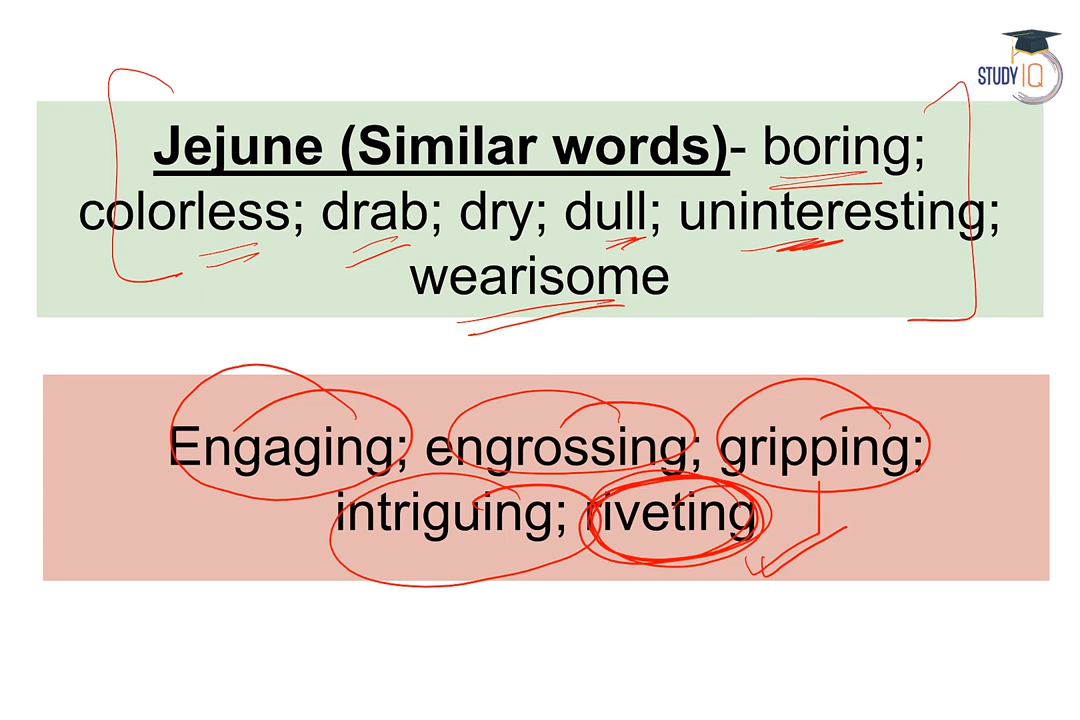 STUDY IQ
Jejune (Similar words)- boring;
colorless; drab; dry; dull; uninteresting;
wearisome
Engaging; engrossing; gripping;
intriguing; riveting